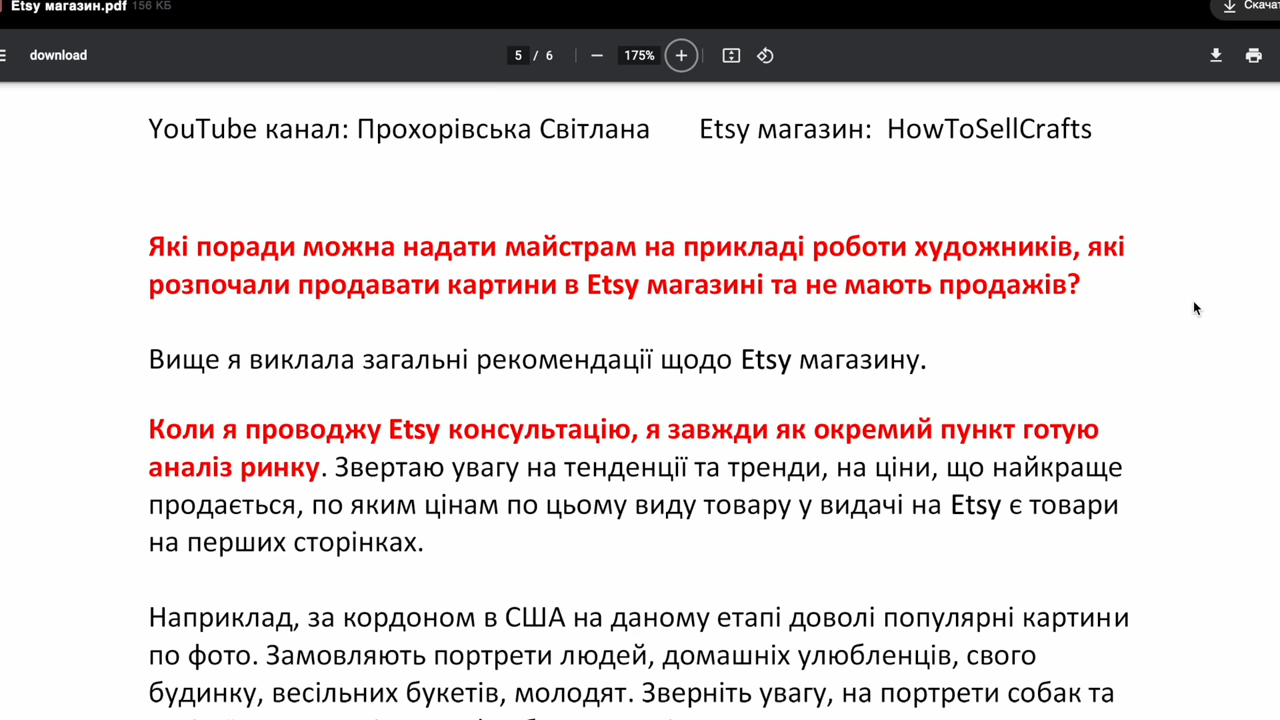 Etsy магазин.pdf 156 КБ
download
5 / 6
175%
YouTube канал: Прохорівська Світлана Etsy магазин: HowToSellCrafts
Які поради можна надати майстрам на прикладі роботи художників, які
розпочали продавати картини в Etsy магазині та не мають продажів?
Вище я виклала загальні рекомендації щодо Etsy магазину.
Коли я проводжу Etsy консультацію, я завжди як окремий пункт готую
аналіз ринку. Звертаю увагу на тенденції та тренди, на ціни, що найкраще
продається, по яким цінам по цьому виду товару у видачі на Etsy є товари
на перших сторінках.
Наприклад, за кордоном в США на даному етапі доволі популярні картини
по фото. Замовляють портрети людей, домашніх улюбленців, свого
будинку, весільних букетів, молодят. Зверніть увагу, на портрети собак та